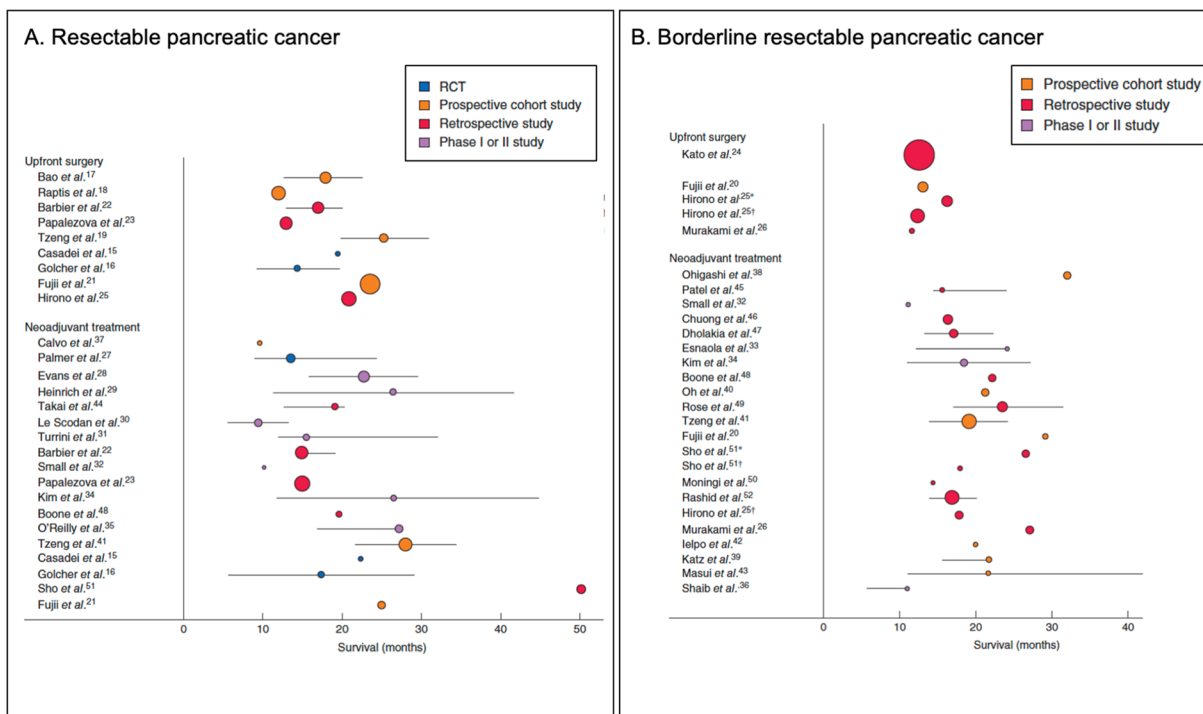 A. Resectable pancreatic cancer
RCT
Prospective cohort study
Retrospective study
Phase I or II study
Upfront surgery
Bao et al.17
Raptis et al.18
Barbier et al.22
Papalezova et al.23
Tzeng et al.19
Casadei et al.15
Golcher et al.16
Fujii et al.21
Hirono et al.25
Neoadjuvant treatment
Calvo et al.37
Palmer et al.27
Evans et al.28
Heinrich et al.29
Takai et al.44
Le Scodan et al.30
Turrini et al.31
Barbier et al.22
Small et al.32
Papalezova et al.23
Kim et al.34
Boone et al.48
O'Reilly et al.35
Tzeng et al.41
Casadei et al.15
Golcher et al.16
Sho et al.51
Fujii et al.21
0 10 20 30 40 50
Survival (months)
B. Borderline resectable pancreatic cancer
Prospective cohort study
Retrospective study
Phase I or II study
Upfront surgery
Kato et al.24
Fujii et al.20
Hirono et al.25*
Hirono et al.25†
Murakami et al.26
Neoadjuvant treatment
Ohigashi et al.38
Patel et al.45
Small et al.32
Chuong et al.46
Dholakia et al.47
Esnaola et al.33
Kim et al.34
Boone et al.48
Oh et al.40
Rose et al.49
Tzeng et al.41
Fujii et al.20
Sho et al.51*
Sho et al.51†
Moningi et al.50
Rashid et al.52
Hirono et al.25†
Murakami et al.26
Ielpo et al.42
Katz et al.39
Masui et al.43
Shaib et al.36
0 10 20 30 40
Survival (months)